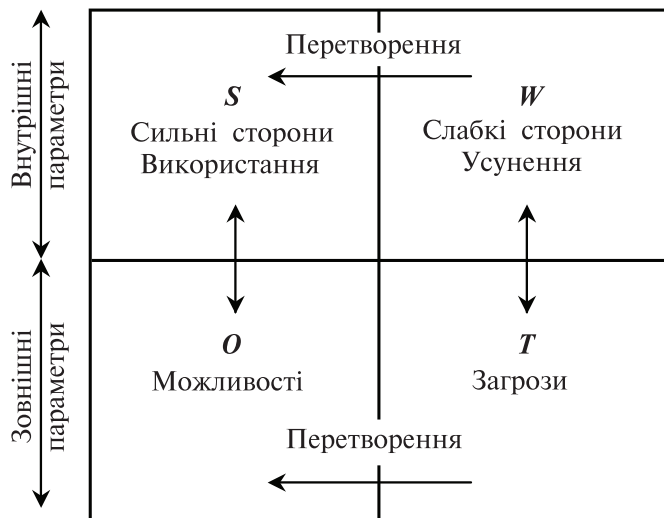 Внутрішні
параметри
Перетворення
S
Сильні сторони
Використання
W
Слабкі сторони
Усунення
Зовнішні
параметри
O
Можливості
T
Загрози
Перетворення